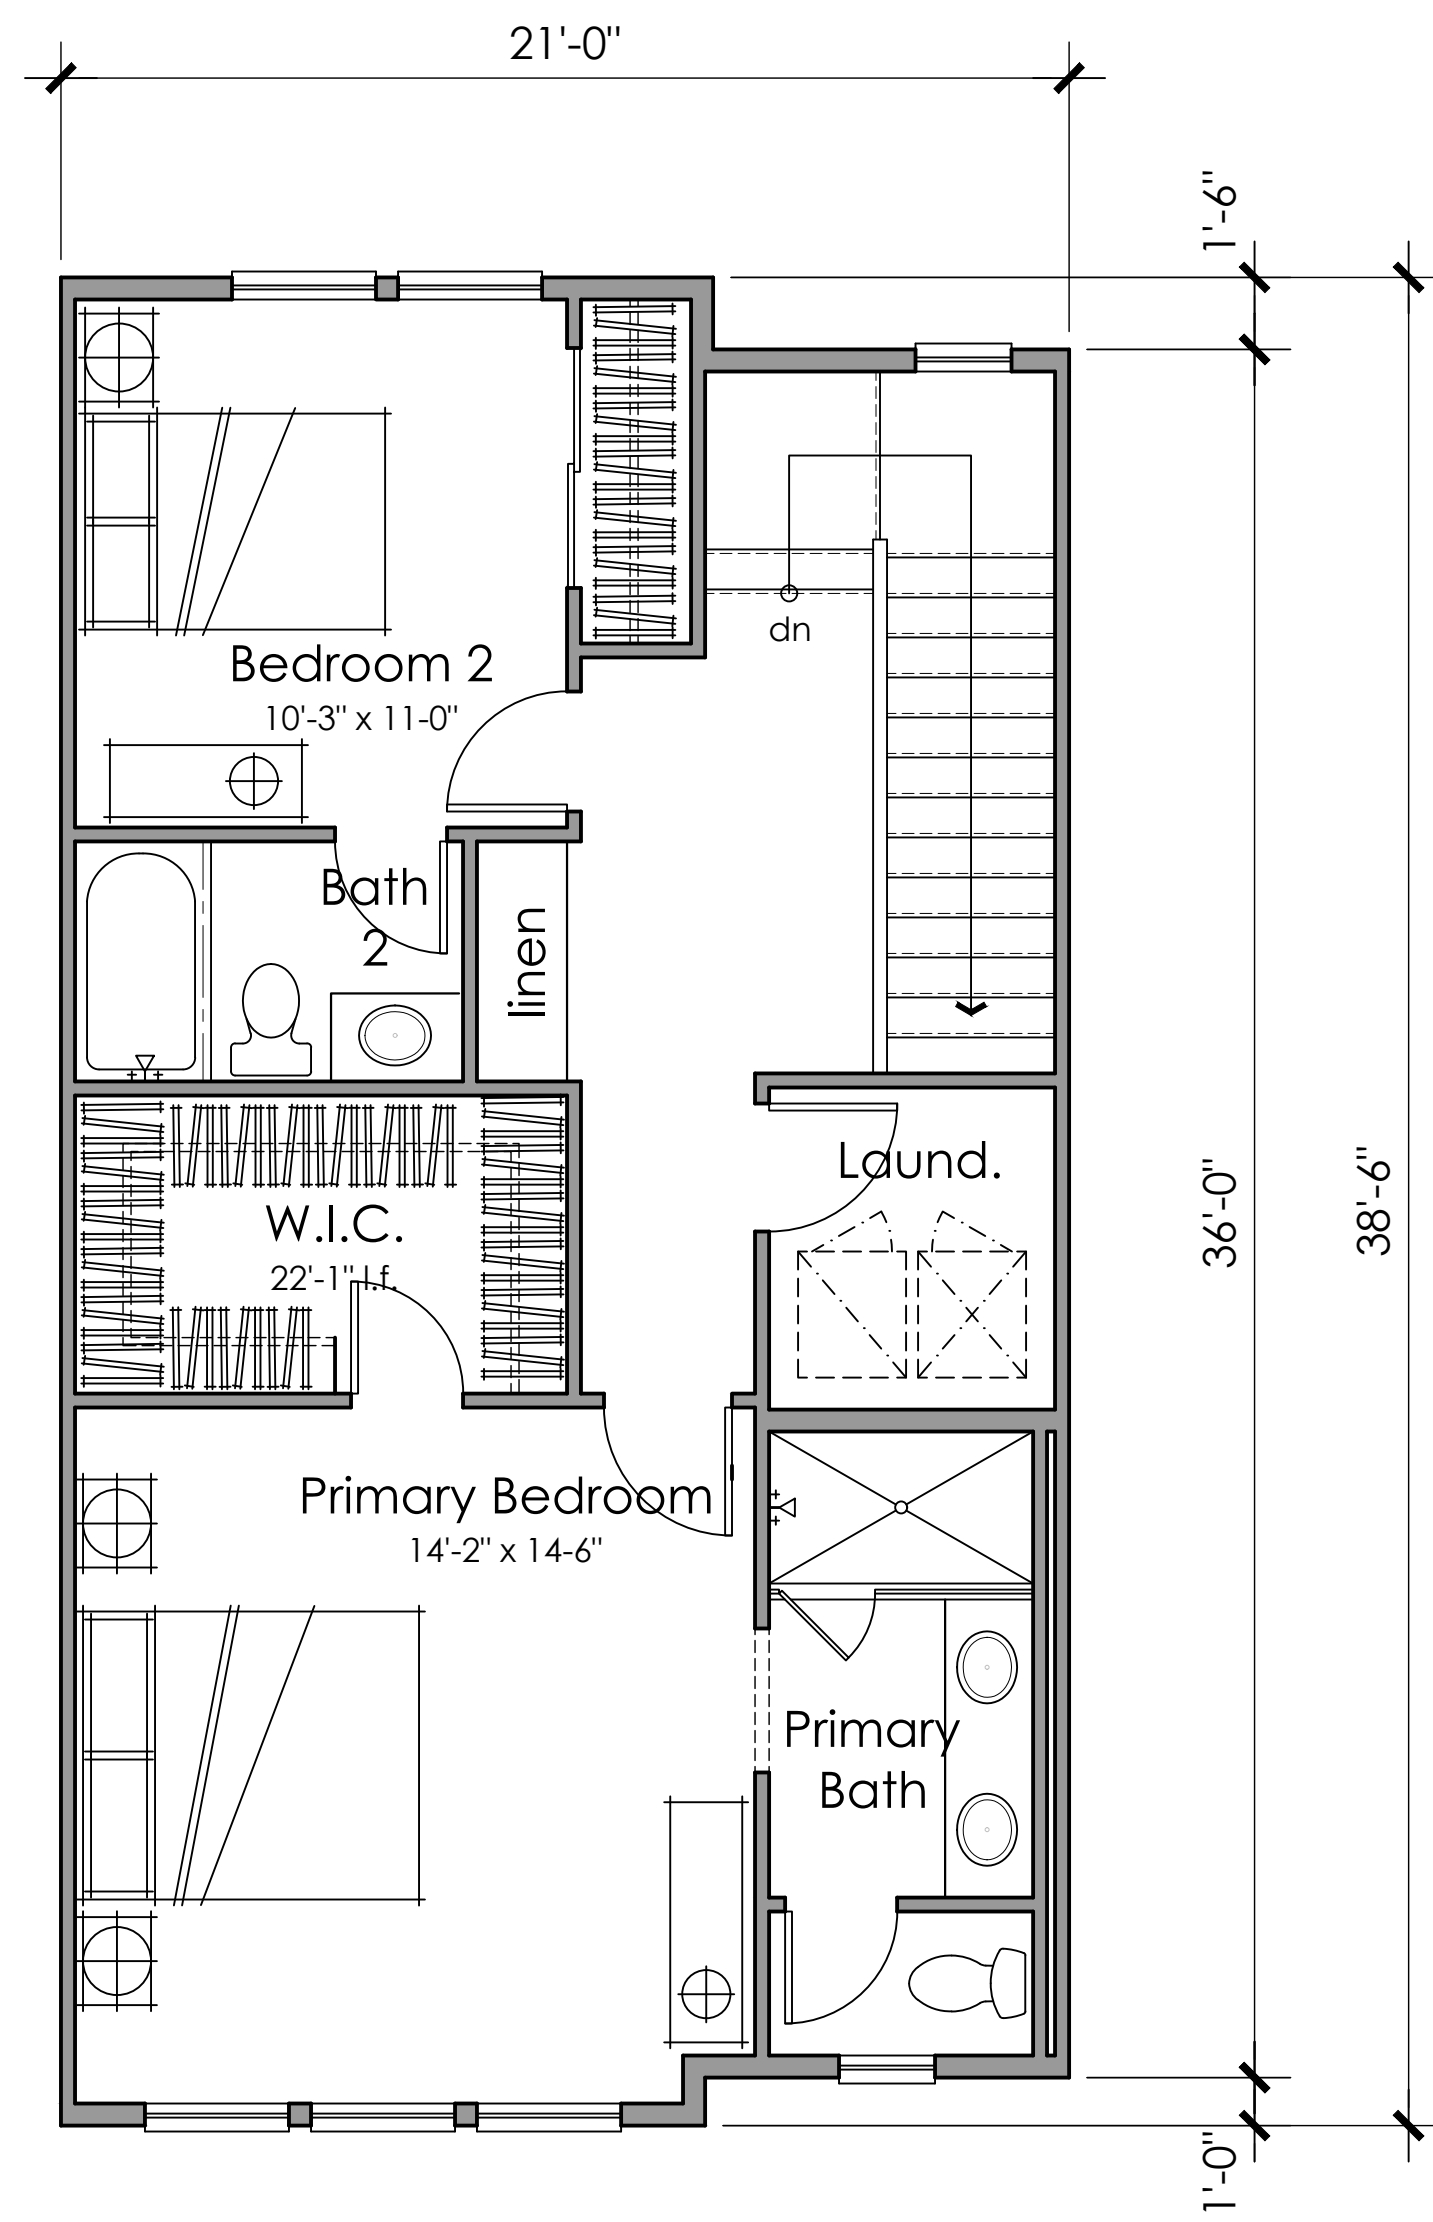 21'-0"
1'-6"
dn
Bedroom 2
10'-3" x 11-0"
Bath
2
linen
Laund.
36'-0"
38'-6"
W.I.C.
22'-1" l.f.
Primary Bedroom
14'-2" x 14-6"
Primary
Bath
1'-0"